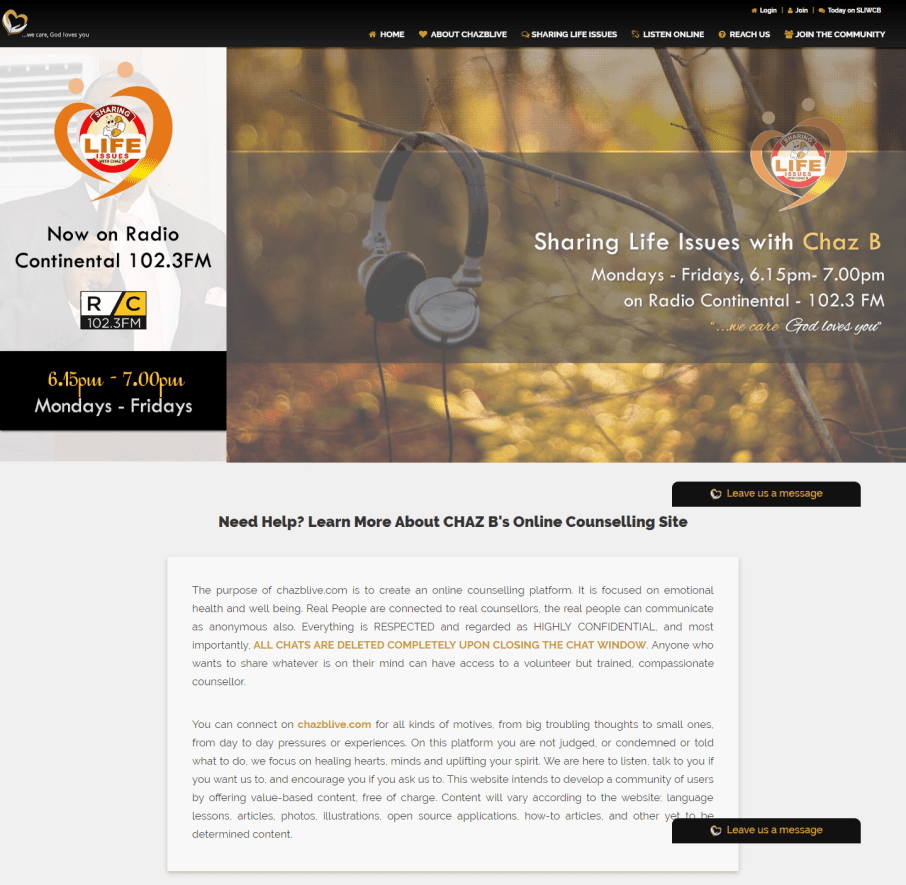 Login | Join | Today on SLIWCB
...we care, God loves you
HOME ABOUT CHAZBLIVE SHARING LIFE ISSUES LISTEN ONLINE REACH US JOIN THE COMMUNITY
SHARING
LIFE
ISSUES
WITH CHAZ B
Now on Radio
Continental 102.3FM
R/C
102.3FM
6.15pm - 7.00pm
Mondays - Fridays
SHARING
LIFE
ISSUES
WITH CHAZ B
Sharing Life Issues with Chaz B
Mondays - Fridays, 6.15pm- 7.00pm
on Radio Continental - 102.3 FM
"...we care God loves you"
Leave us a message
Need Help? Learn More About CHAZ B's Online Counselling Site
The purpose of chazblive.com is to create an online counselling platform. It is focused on emotional
health and well being. Real People are connected to real counsellors, the real people can communicate
as anonymous also. Everything is RESPECTED and regarded as HIGHLY CONFIDENTIAL, and most
importantly, ALL CHATS ARE DELETED COMPLETELY UPON CLOSING THE CHAT WINDOW. Anyone who
wants to share whatever is on their mind can have access to a volunteer but trained, compassionate
counsellor.
You can connect on chazblive.com for all kinds of motives, from big troubling thoughts to small ones,
from day to day pressures or experiences. On this platform you are not judged, or condemned or told
what to do, we focus on healing hearts, minds and uplifting your spirit. We are here to listen, talk to you if
you want us to, and encourage you if you ask us to. This website intends to develop a community of users
by offering value-based content, free of charge. Content will vary according to the website; language
lessons, articles, photos, illustrations, open source applications, how-to articles, and other yet to be
determined content.
Leave us a message